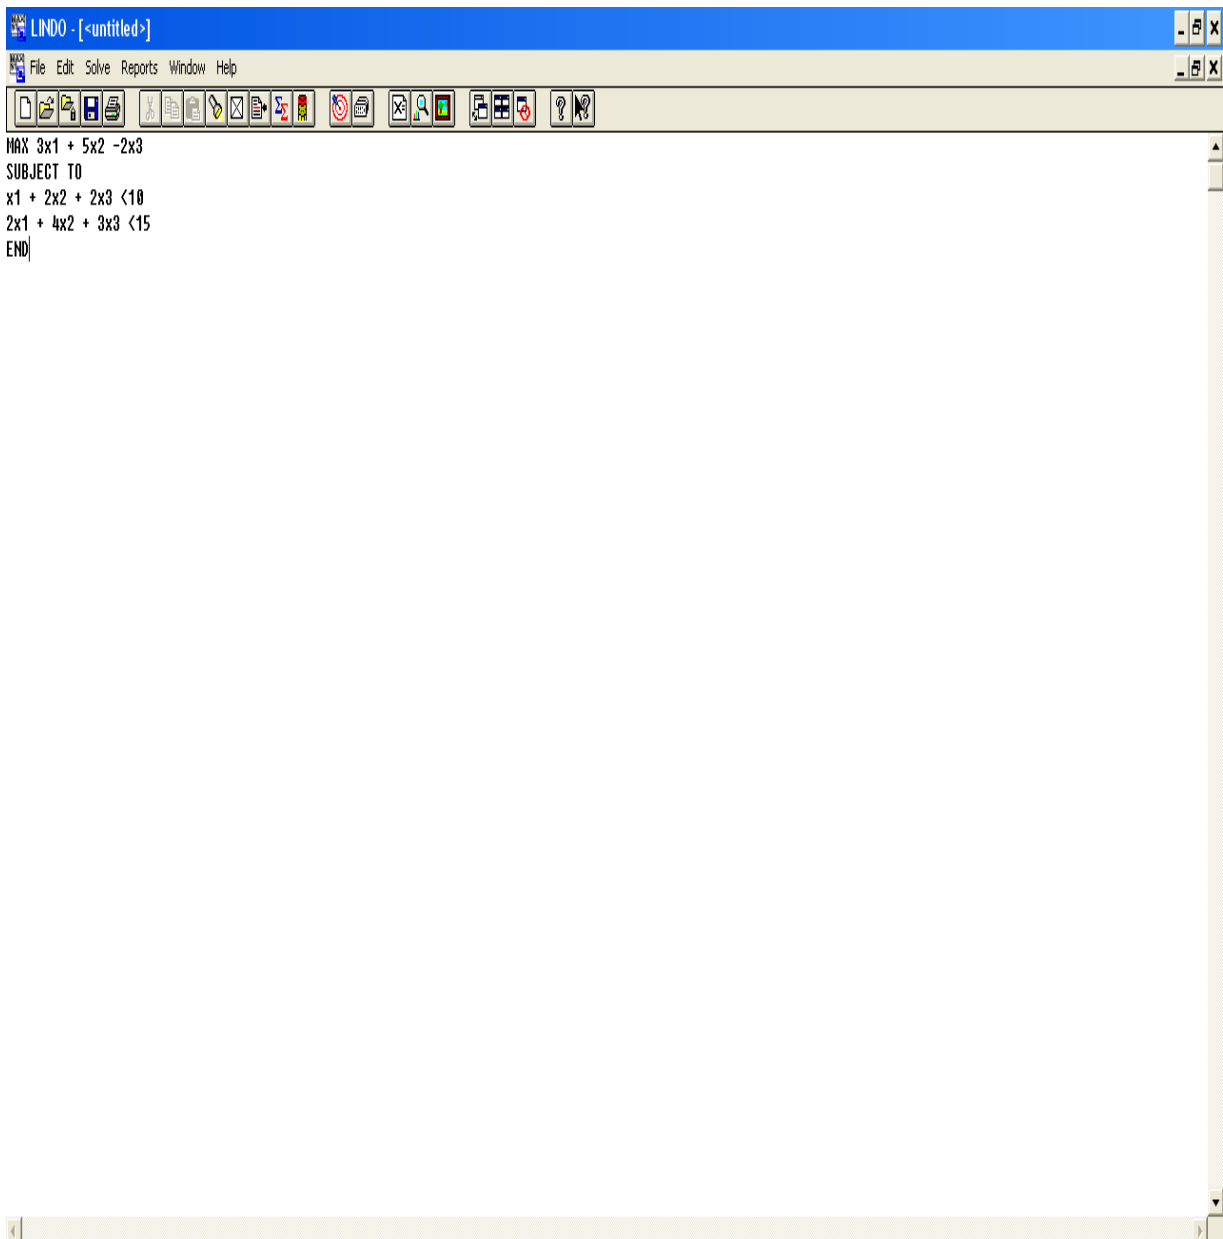 LINDO - [<untitled>]
File Edit Solve Reports Window Help
MAX 3x1 + 5x2 -2x3
SUBJECT TO
x1 + 2x2 + 2x3 <10
2x1 + 4x2 + 3x3 <15
END